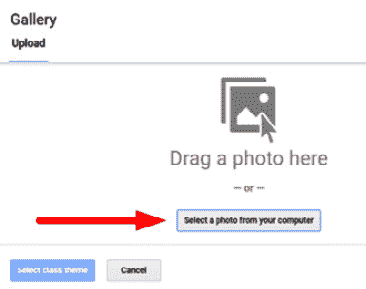 Gallery
Upload
Drag a photo here
— or —
Select a photo from your computer
Select class theme
Cancel